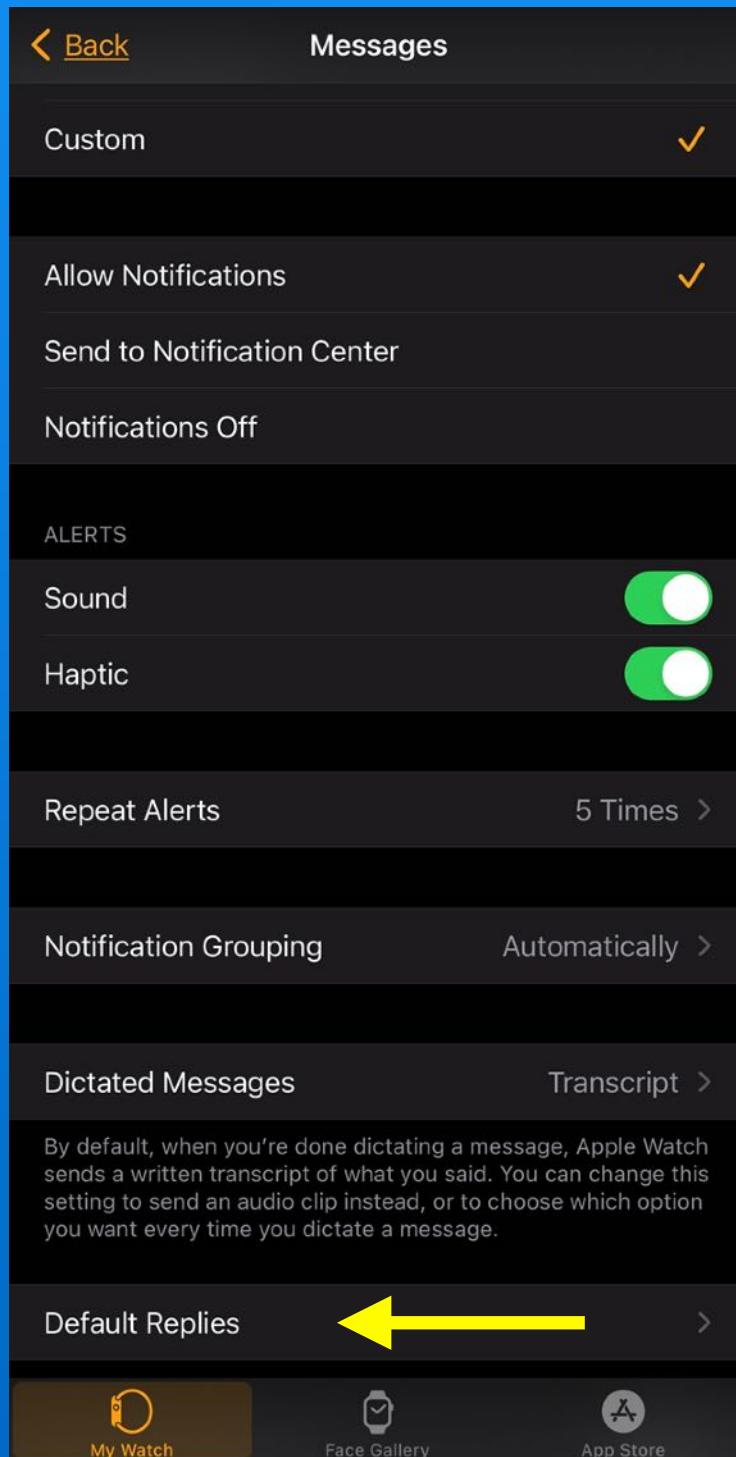 Back
Messages
Custom
Allow Notifications
Send to Notification Center
Notifications Off
ALERTS
Sound
Haptic
Repeat Alerts 5 Times
Notification Grouping Automatically
Dictated Messages Transcript
By default, when you're done dictating a message, Apple Watch
sends a written transcript of what you said. You can change this
setting to send an audio clip instead, or to choose which option
you want every time you dictate a message.
Default Replies
My Watch Face Gallery App Store